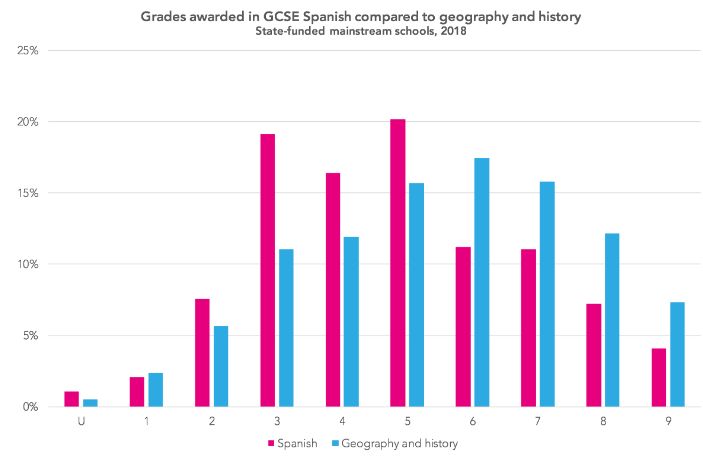 Grades awarded in GCSE Spanish compared to geography and history
State-funded mainstream schools, 2018
25%
20%
15%
10%
5%
0%
U 1 2 3 4 5 6 7 8 9
Spanish Geography and history